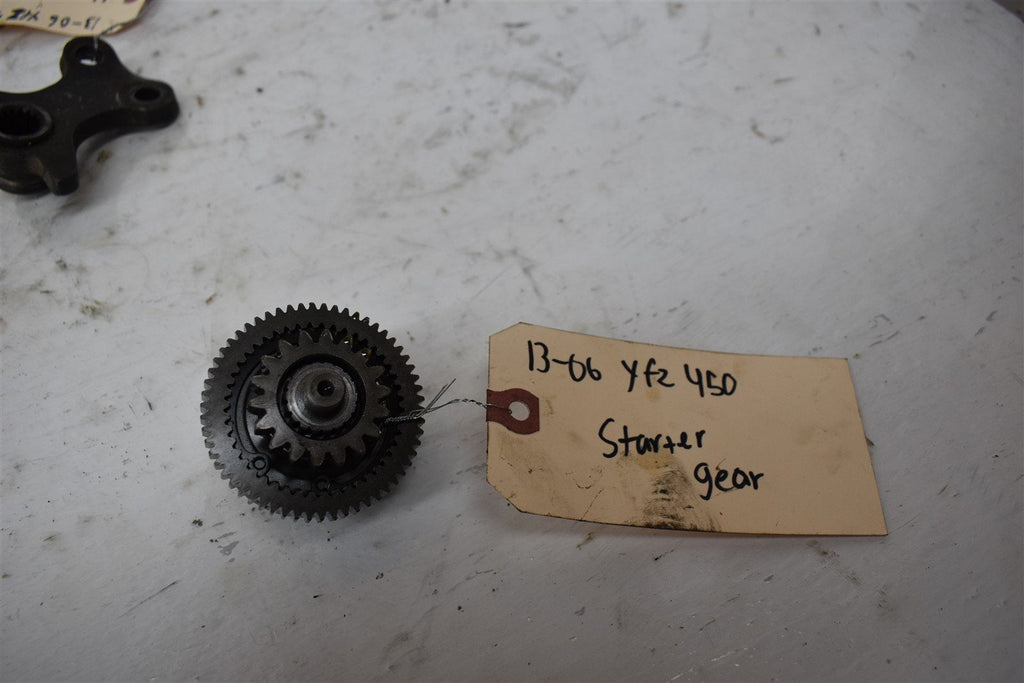 13-06 yfz 450
Starter
gear